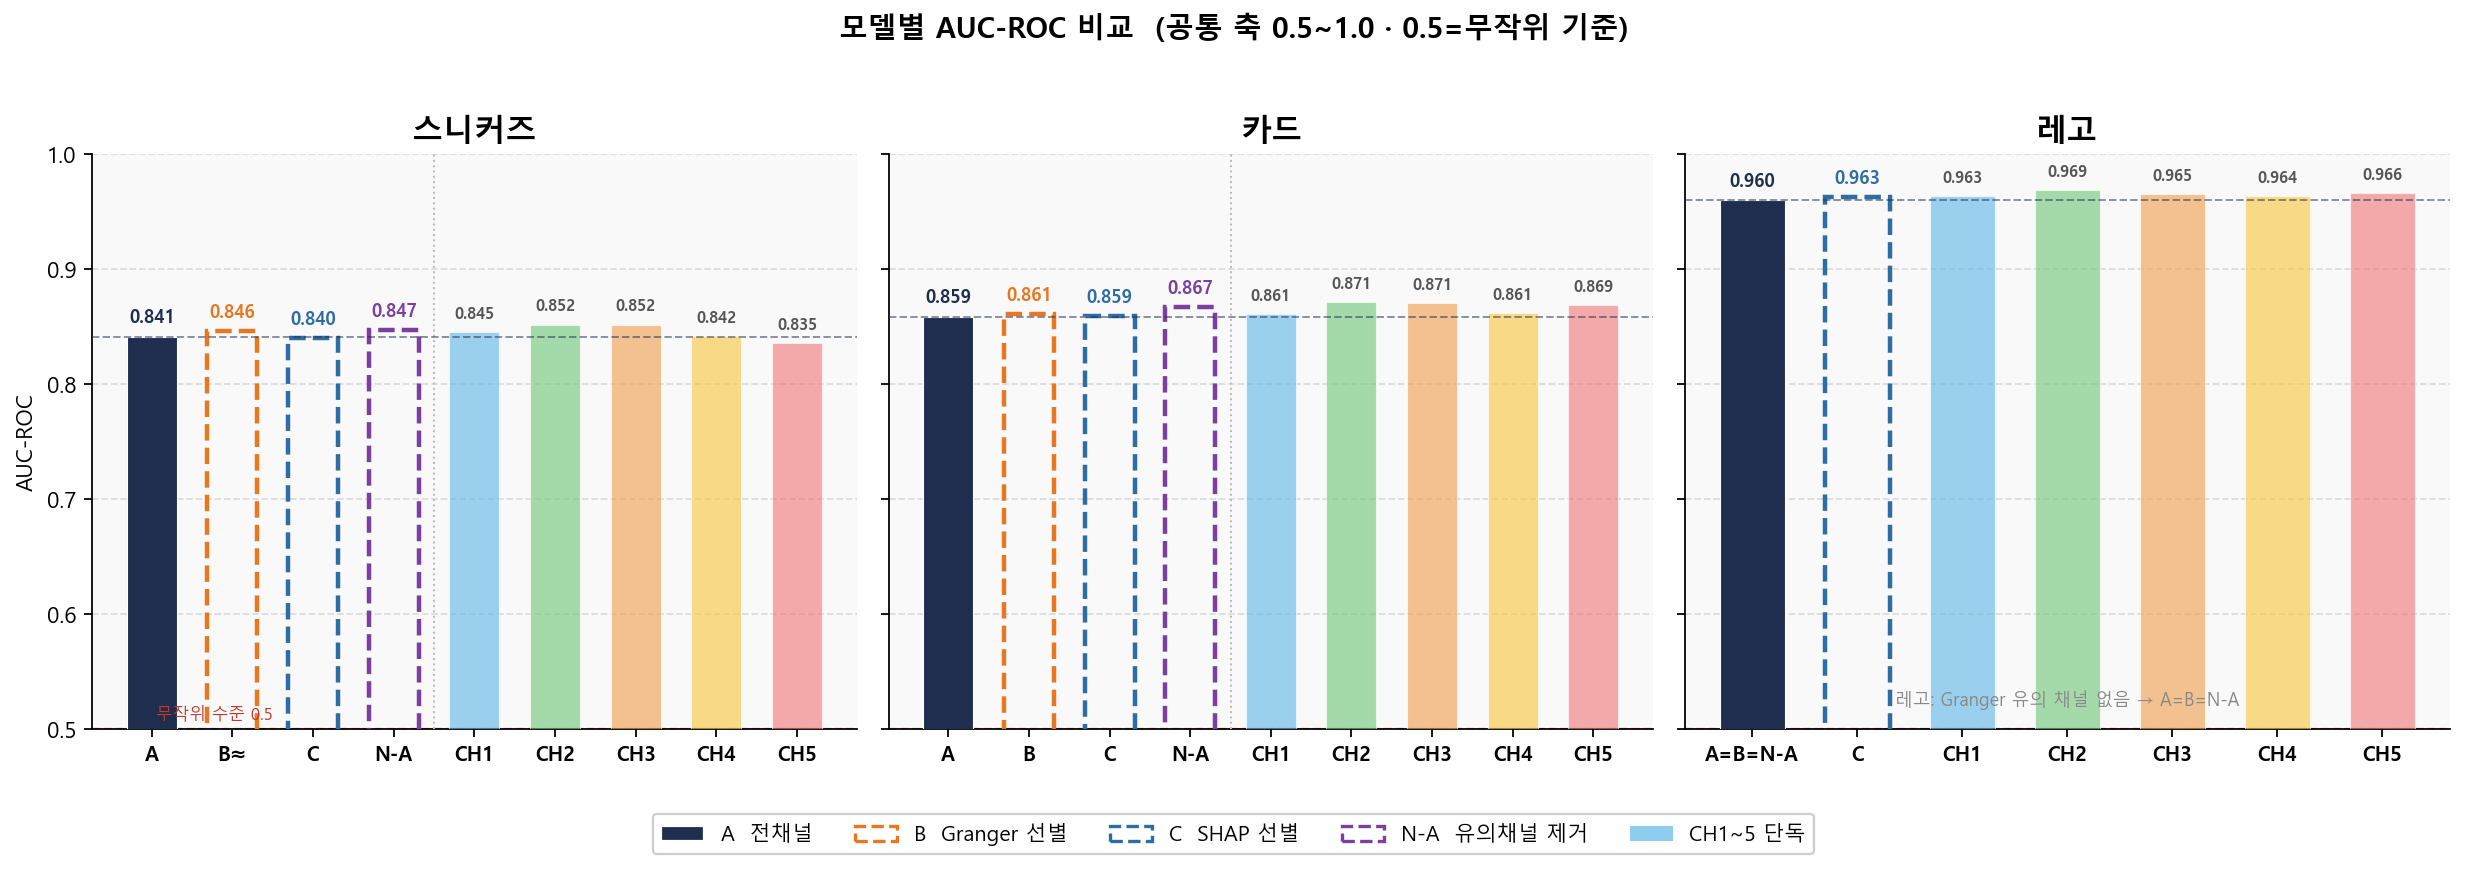 모델별 AUC-ROC 비교 (공통 축 0.5~1.0 · 0.5=무작위 기준)
스니커즈
카드
레고
AUC-ROC
1.0
0.9
0.8
0.7
0.6
0.5
0.841
0.846
0.840
0.847
0.845
0.852
0.852
0.842
0.835
무작위 수준 0.5
A
B≈
C
N-A
CH1
CH2
CH3
CH4
CH5
0.859
0.861
0.859
0.867
0.861
0.871
0.871
0.861
0.869
A
B
C
N-A
CH1
CH2
CH3
CH4
CH5
0.960
0.963
0.963
0.969
0.965
0.964
0.966
레고: Granger 유의 채널 없음 → A=B=N-A
A=B=N-A
C
CH1
CH2
CH3
CH4
CH5
A 전채널
B Granger 선별
C SHAP 선별
N-A 유의채널 제거
CH1~5 단독